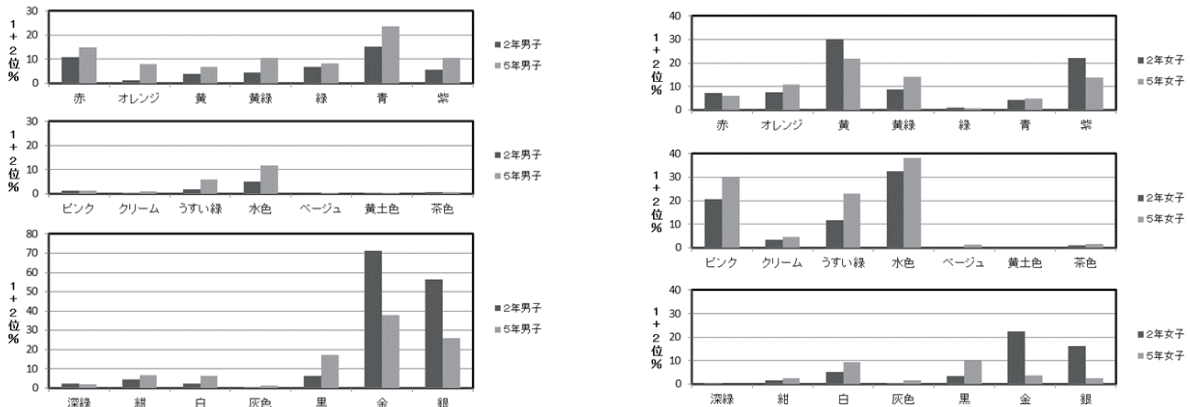 30
20
10
0
1+2位%
赤 オレンジ 黄 黄緑 緑 青 紫
2年男子
5年男子
30
20
10
0
1+2位%
ピンク クリーム うすい緑 水色 ベージュ 黄土色 茶色
2年男子
5年男子
80
70
60
50
40
30
20
10
0
1+2位%
深緑 紺 白 灰色 黒 金 銀
2年男子
5年男子
40
30
20
10
0
1+2位%
赤 オレンジ 黄 黄緑 緑 青 紫
2年女子
5年女子
40
30
20
10
0
1+2位%
ピンク クリーム うすい緑 水色 ベージュ 黄土色 茶色
2年女子
5年女子
40
30
20
10
0
1+2位%
深緑 紺 白 灰色 黒 金 銀
2年女子
5年女子